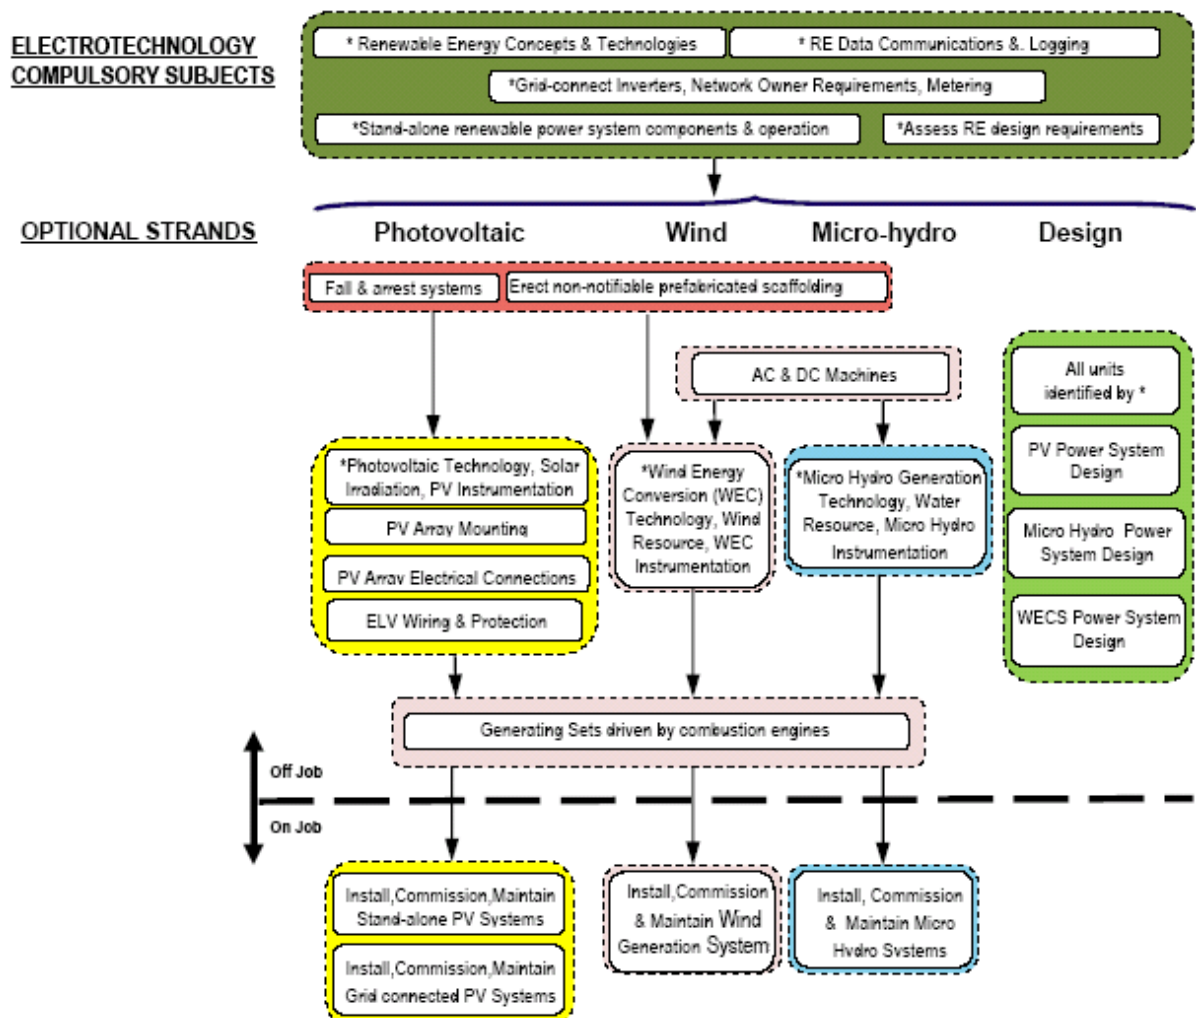 ELECTROTECHNOLOGY
COMPULSORY SUBJECTS
* Renewable Energy Concepts & Technologies
* RE Data Communications &. Logging
*Grid-connect Inverters, Network Owner Requirements, Metering
*Stand-alone renewable power system components & operation
*Assess RE design requirements
OPTIONAL STRANDS
Photovoltaic
Wind
Micro-hydro
Design
Fall & arrest systems
Erect non-notifiable prefabricated scaffolding
AC & DC Machines
All units
identified by *
PV Power System
Design
Micro Hydro Power
System Design
WECS Power System
Design
*Photovoltaic Technology, Solar
Irradiation, PV Instrumentation
PV Array Mounting
PV Array Electrical Connections
ELV Wiring & Protection
*Wind Energy
Conversion (WEC)
Technology, Wind
Resource, WEC
Instrumentation
*Micro Hydro Generation
Technology, Water
Resource, Micro Hydro
Instrumentation
Generating Sets driven by combustion engines
Off Job
On Job
Install,Commission,Maintain
Stand-alone PV Systems
Install,Commission,Maintain
Grid connected PV Systems
Install,Commission
& Maintain Wind
Generation System
Install, Commission
& Maintain Micro
Hydro Systems